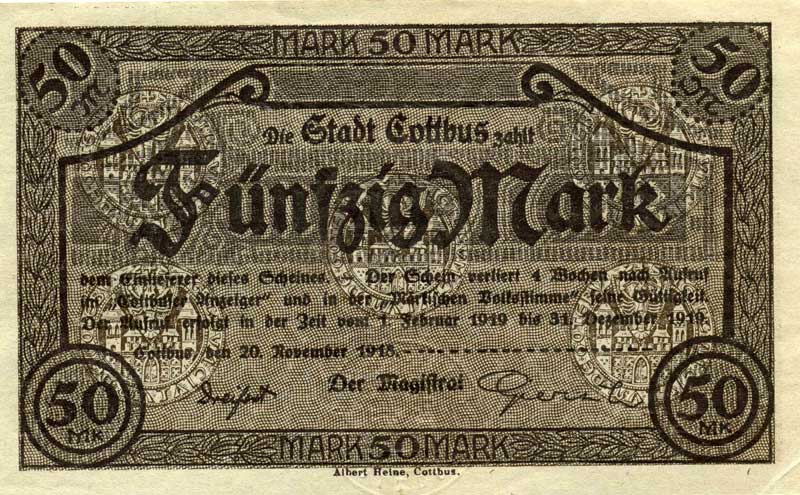 50 M
MARK 50 MARK
50 M
Die Stadt Cottbus zahlt
Fünfzig Mark
dem Einlieferer dieses Scheines. Der Schein verliert 4 Wochen nach Aufruf
im „Cottbuser Anzeiger" und in der „Märkischen Volksstimme" seine Gültigkeit.
Der Aufruf erfolgt in der Zeit vom 1 Februar 1919 bis 31. Dezember 1919.
Cottbus, den 20. November 1918.
Der Magistrat
Dreifert
50 MK
MARK 50 MARK
50 MK
Albert Heine, Cottbus.